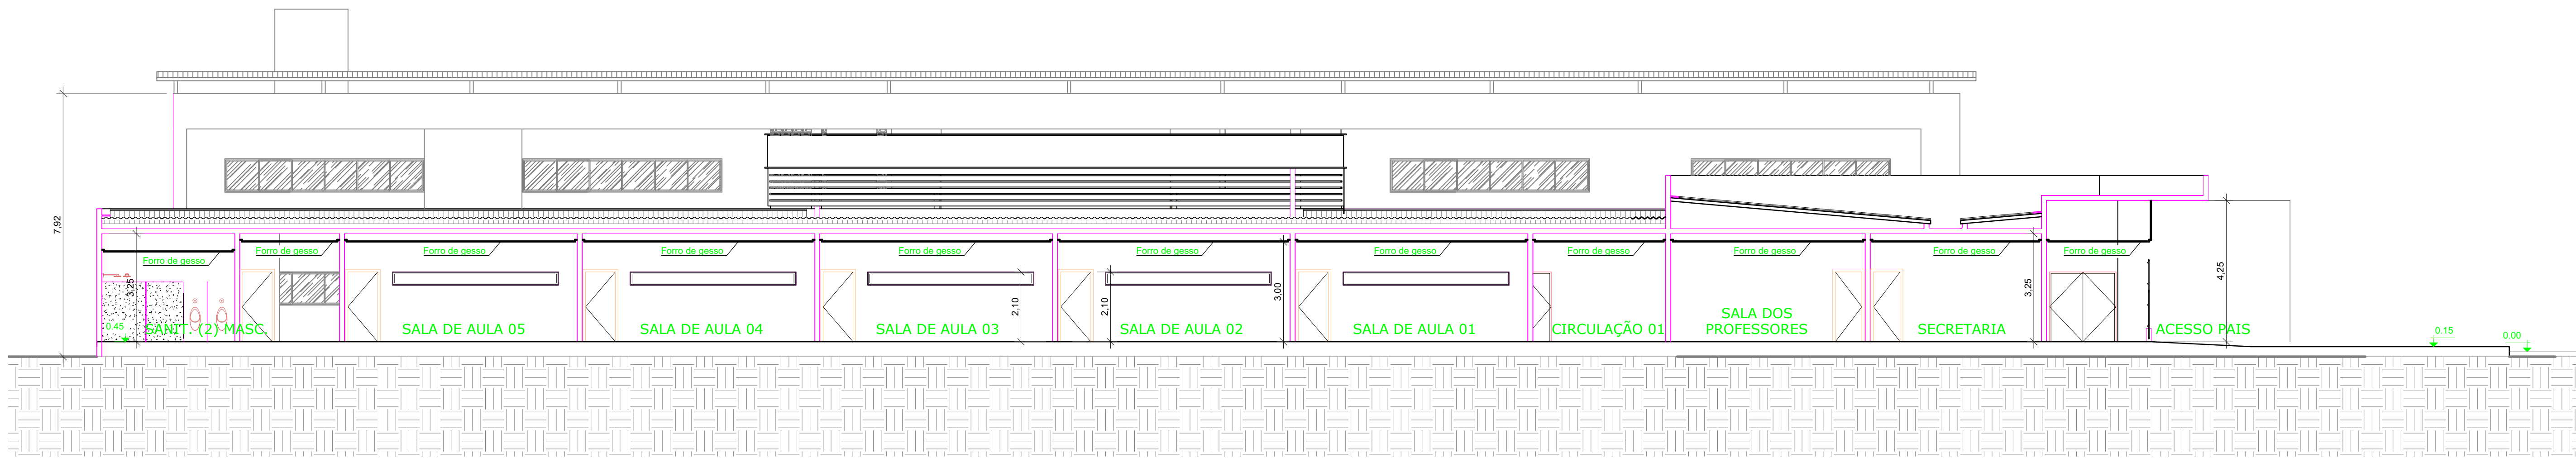 7,92
Forro de gesso
Forro de gesso
Forro de gesso
Forro de gesso
Forro de gesso
Forro de gesso
Forro de gesso
Forro de gesso
Forro de gesso
Forro de gesso
Forro de gesso
3,25
2,10
2,10
3,00
3,25
4,25
0.45
SANIT. (2) MASC.
SALA DE AULA 05
SALA DE AULA 04
SALA DE AULA 03
SALA DE AULA 02
SALA DE AULA 01
CIRCULAÇÃO 01
SALA DOS
PROFESSORES
SECRETARIA
ACESSO PAIS
0.15
0.00